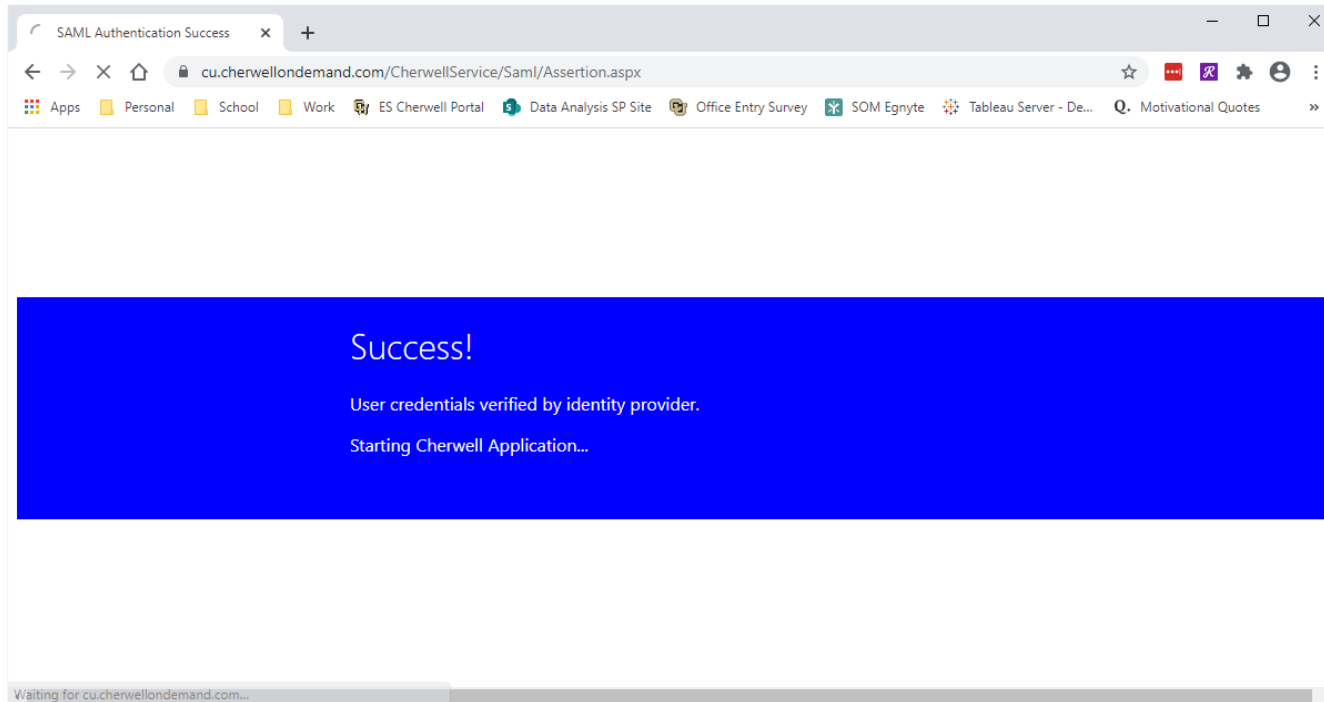 SAML Authentication Success
cu.cherwellondemand.com/CherwellService/Saml/Assertion.aspx
Apps Personal School Work ES Cherwell Portal Data Analysis SP Site Office Entry Survey SOM Egnyte Tableau Server - De... Q. Motivational Quotes »
Success!
User credentials verified by identity provider.
Starting Cherwell Application...
Waiting for cu.cherwellondemand.com...